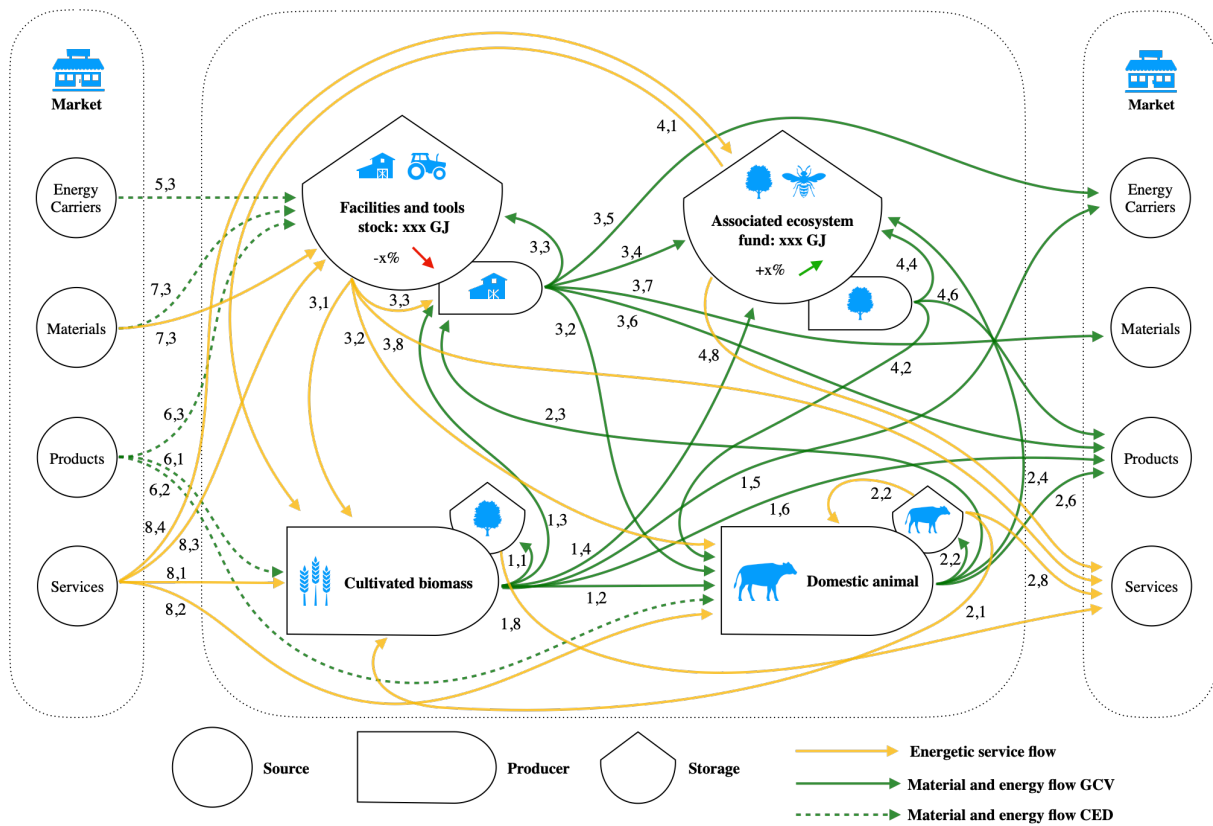 Market
Market
4,1
Energy
Carriers
5,3
Facilities and tools
stock: xxx GJ
-x%
3,5
3,3
3,4
Associated ecosystem
fund: xxx GJ
+x%
4,4
Energy
Carriers
7,3
3,1
3,3
3,7
3,6
4,6
Materials
7,3
3,2
3,8
3,2
4,8
4,2
Materials
6,3
2,3
Products
6,1
6,2
1,5
2,2
2,4
Products
2,6
8,4
8,3
1,3
1,6
1,4
1,1
2,2
Services
8,1
Cultivated biomass
Domestic animal
2,8
Services
8,2
1,8
1,2
2,1
Source
Producer
Storage
Energetic service flow
Material and energy flow GCV
Material and energy flow CED